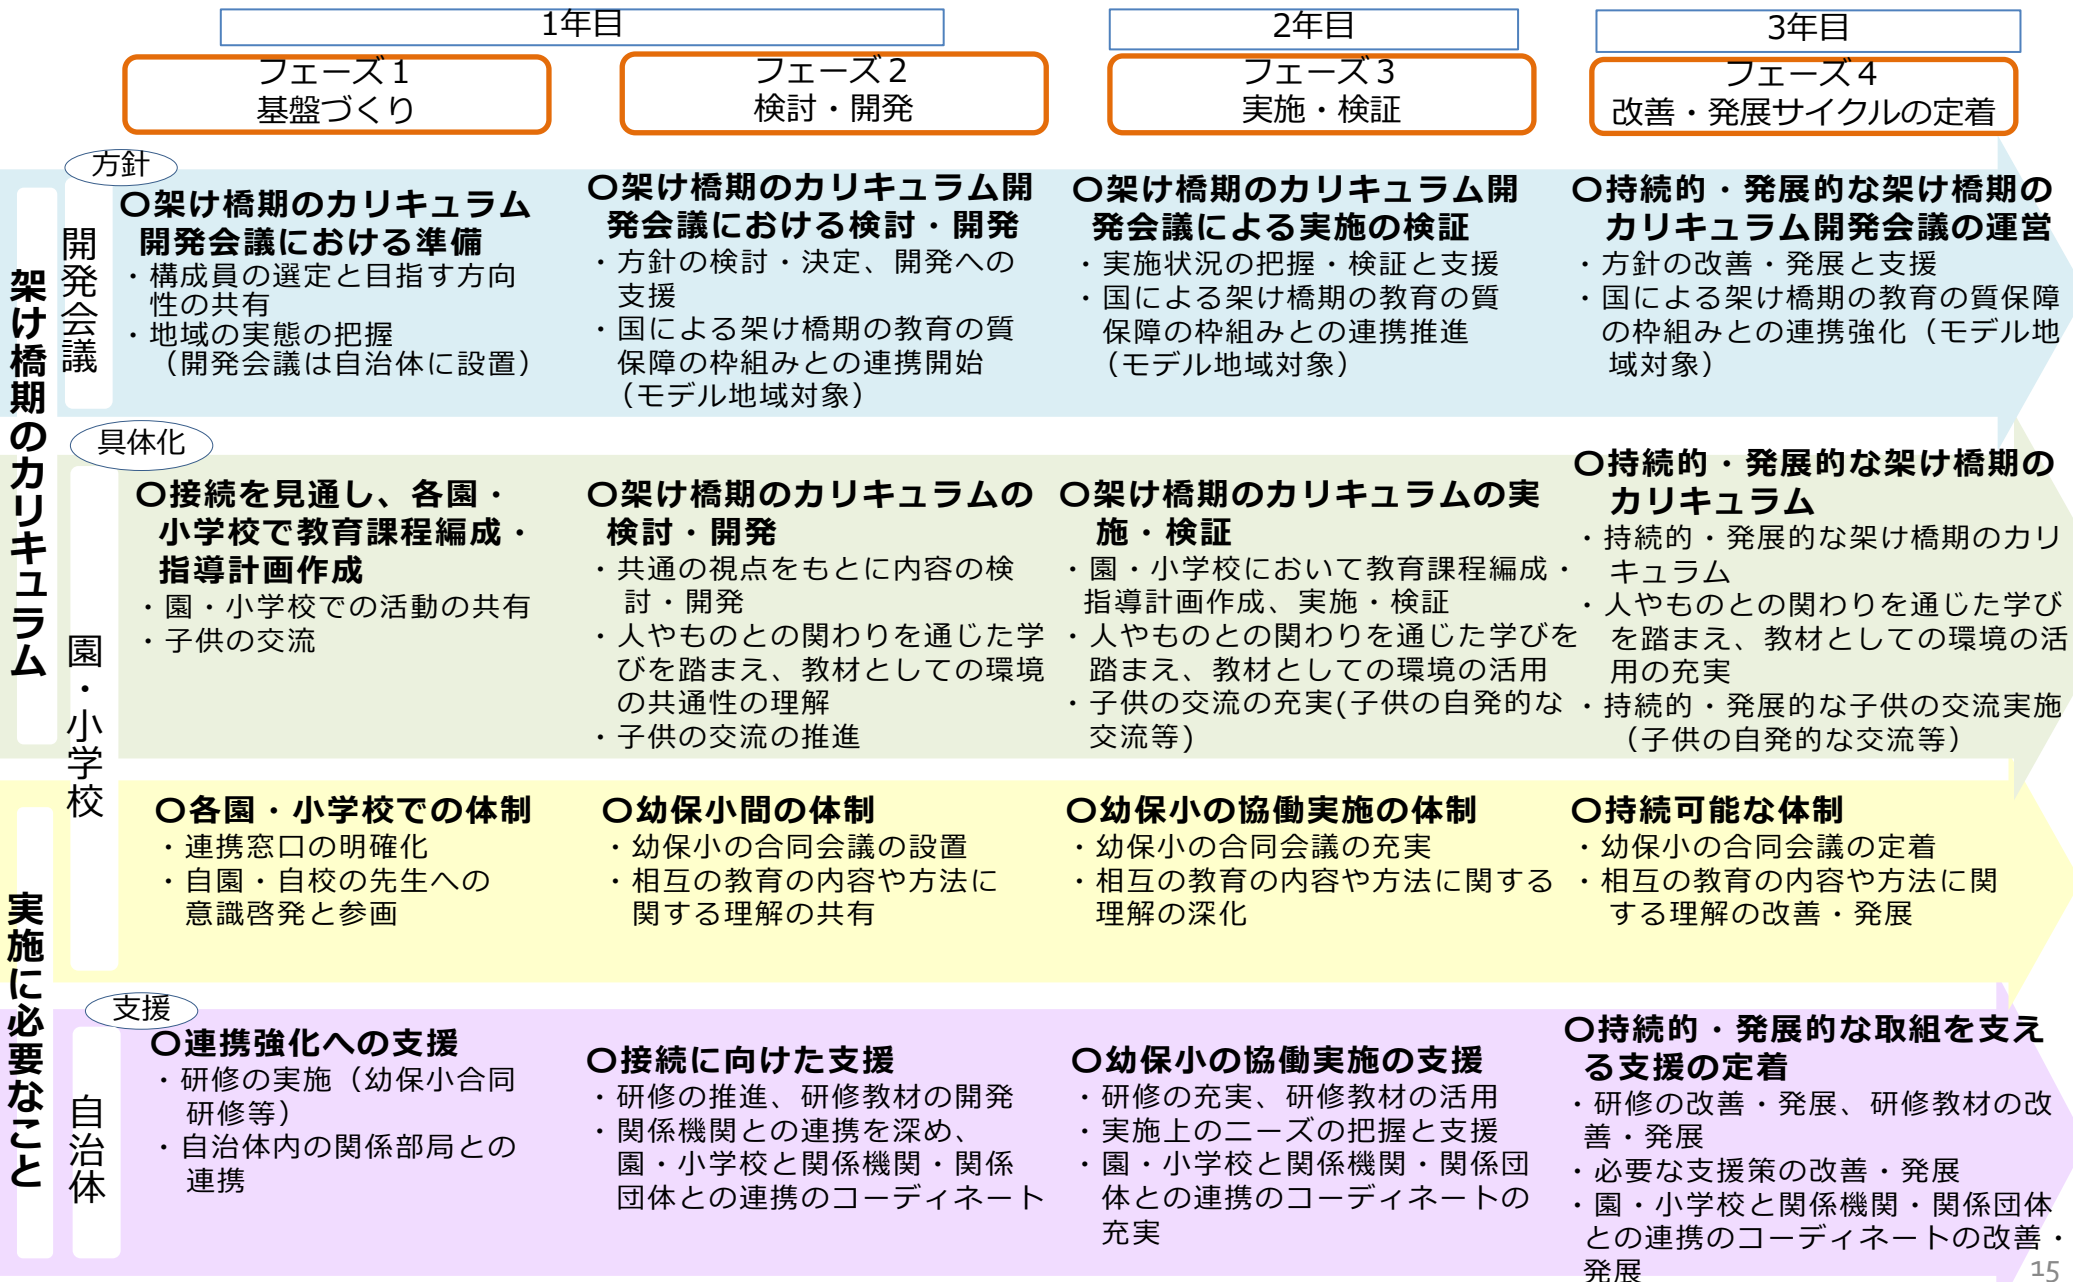 1年目
2年目
3年目
フェーズ１
基盤づくり
フェーズ２
検討・開発
フェーズ３
実施・検証
フェーズ４
改善・発展サイクルの定着
架け橋期のカリキュラム
方針
開発会議
〇架け橋期のカリキュラム
開発会議における準備
・構成員の選定と目指す方向
性の共有
・地域の実態の把握
（開発会議は自治体に設置）
〇架け橋期のカリキュラム開
発会議における検討・開発
・方針の検討・決定、開発への
支援
・国による架け橋期の教育の質
保障の枠組みとの連携開始
（モデル地域対象）
〇架け橋期のカリキュラム開
発会議による実施の検証
・実施状況の把握・検証と支援
・国による架け橋期の教育の質
保障の枠組みとの連携推進
（モデル地域対象）
〇持続的・発展的な架け橋期の
カリキュラム開発会議の運営
・方針の改善・発展と支援
・国による架け橋期の教育の質保障
の枠組みとの連携強化（モデル地
域対象）
具体化
園・小学校
〇接続を見通し、各園・
小学校で教育課程編成・
指導計画作成
・園・小学校での活動の共有
・子供の交流
〇架け橋期のカリキュラムの
検討・開発
・共通の視点をもとに内容の検
討・開発
・人やものとの関わりを通じた学
びを踏まえ、教材としての環境
の共通性の理解
・子供の交流の推進
〇架け橋期のカリキュラムの実
施・検証
・園・小学校において教育課程編成・
指導計画作成、実施・検証
・人やものとの関わりを通じた学びを
踏まえ、教材としての環境の活用
・子供の交流の充実(子供の自発的な
交流等)
〇持続的・発展的な架け橋期の
カリキュラム
・持続的・発展的な架け橋期のカリ
キュラム
・人やものとの関わりを通じた学び
を踏まえ、教材としての環境の活
用の充実
・持続的・発展的な子供の交流実施
（子供の自発的な交流等）
実施に必要なこと
〇各園・小学校での体制
・連携窓口の明確化
・自園・自校の先生への
意識啓発と参画
〇幼保小間の体制
・幼保小の合同会議の設置
・相互の教育の内容や方法に
関する理解の共有
〇幼保小の協働実施の体制
・幼保小の合同会議の充実
・相互の教育の内容や方法に関する
理解の深化
〇持続可能な体制
・幼保小の合同会議の定着
・相互の教育の内容や方法に関
する理解の改善・発展
支援
自治体
〇連携強化への支援
・研修の実施（幼保小合同
研修等）
・自治体内の関係部局との
連携
〇接続に向けた支援
・研修の推進、研修教材の開発
・関係機関との連携を深め、
園・小学校と関係機関・関係
団体との連携のコーディネート
〇幼保小の協働実施の支援
・研修の充実、研修教材の活用
・実施上のニーズの把握と支援
・園・小学校と関係機関・関係団
体との連携のコーディネートの
充実
〇持続的・発展的な取組を支え
る支援の定着
・研修の改善・発展、研修教材の改
善・発展
・必要な支援策の改善・発展
・園・小学校と関係機関・関係団体
との連携のコーディネートの改善・
発展
15